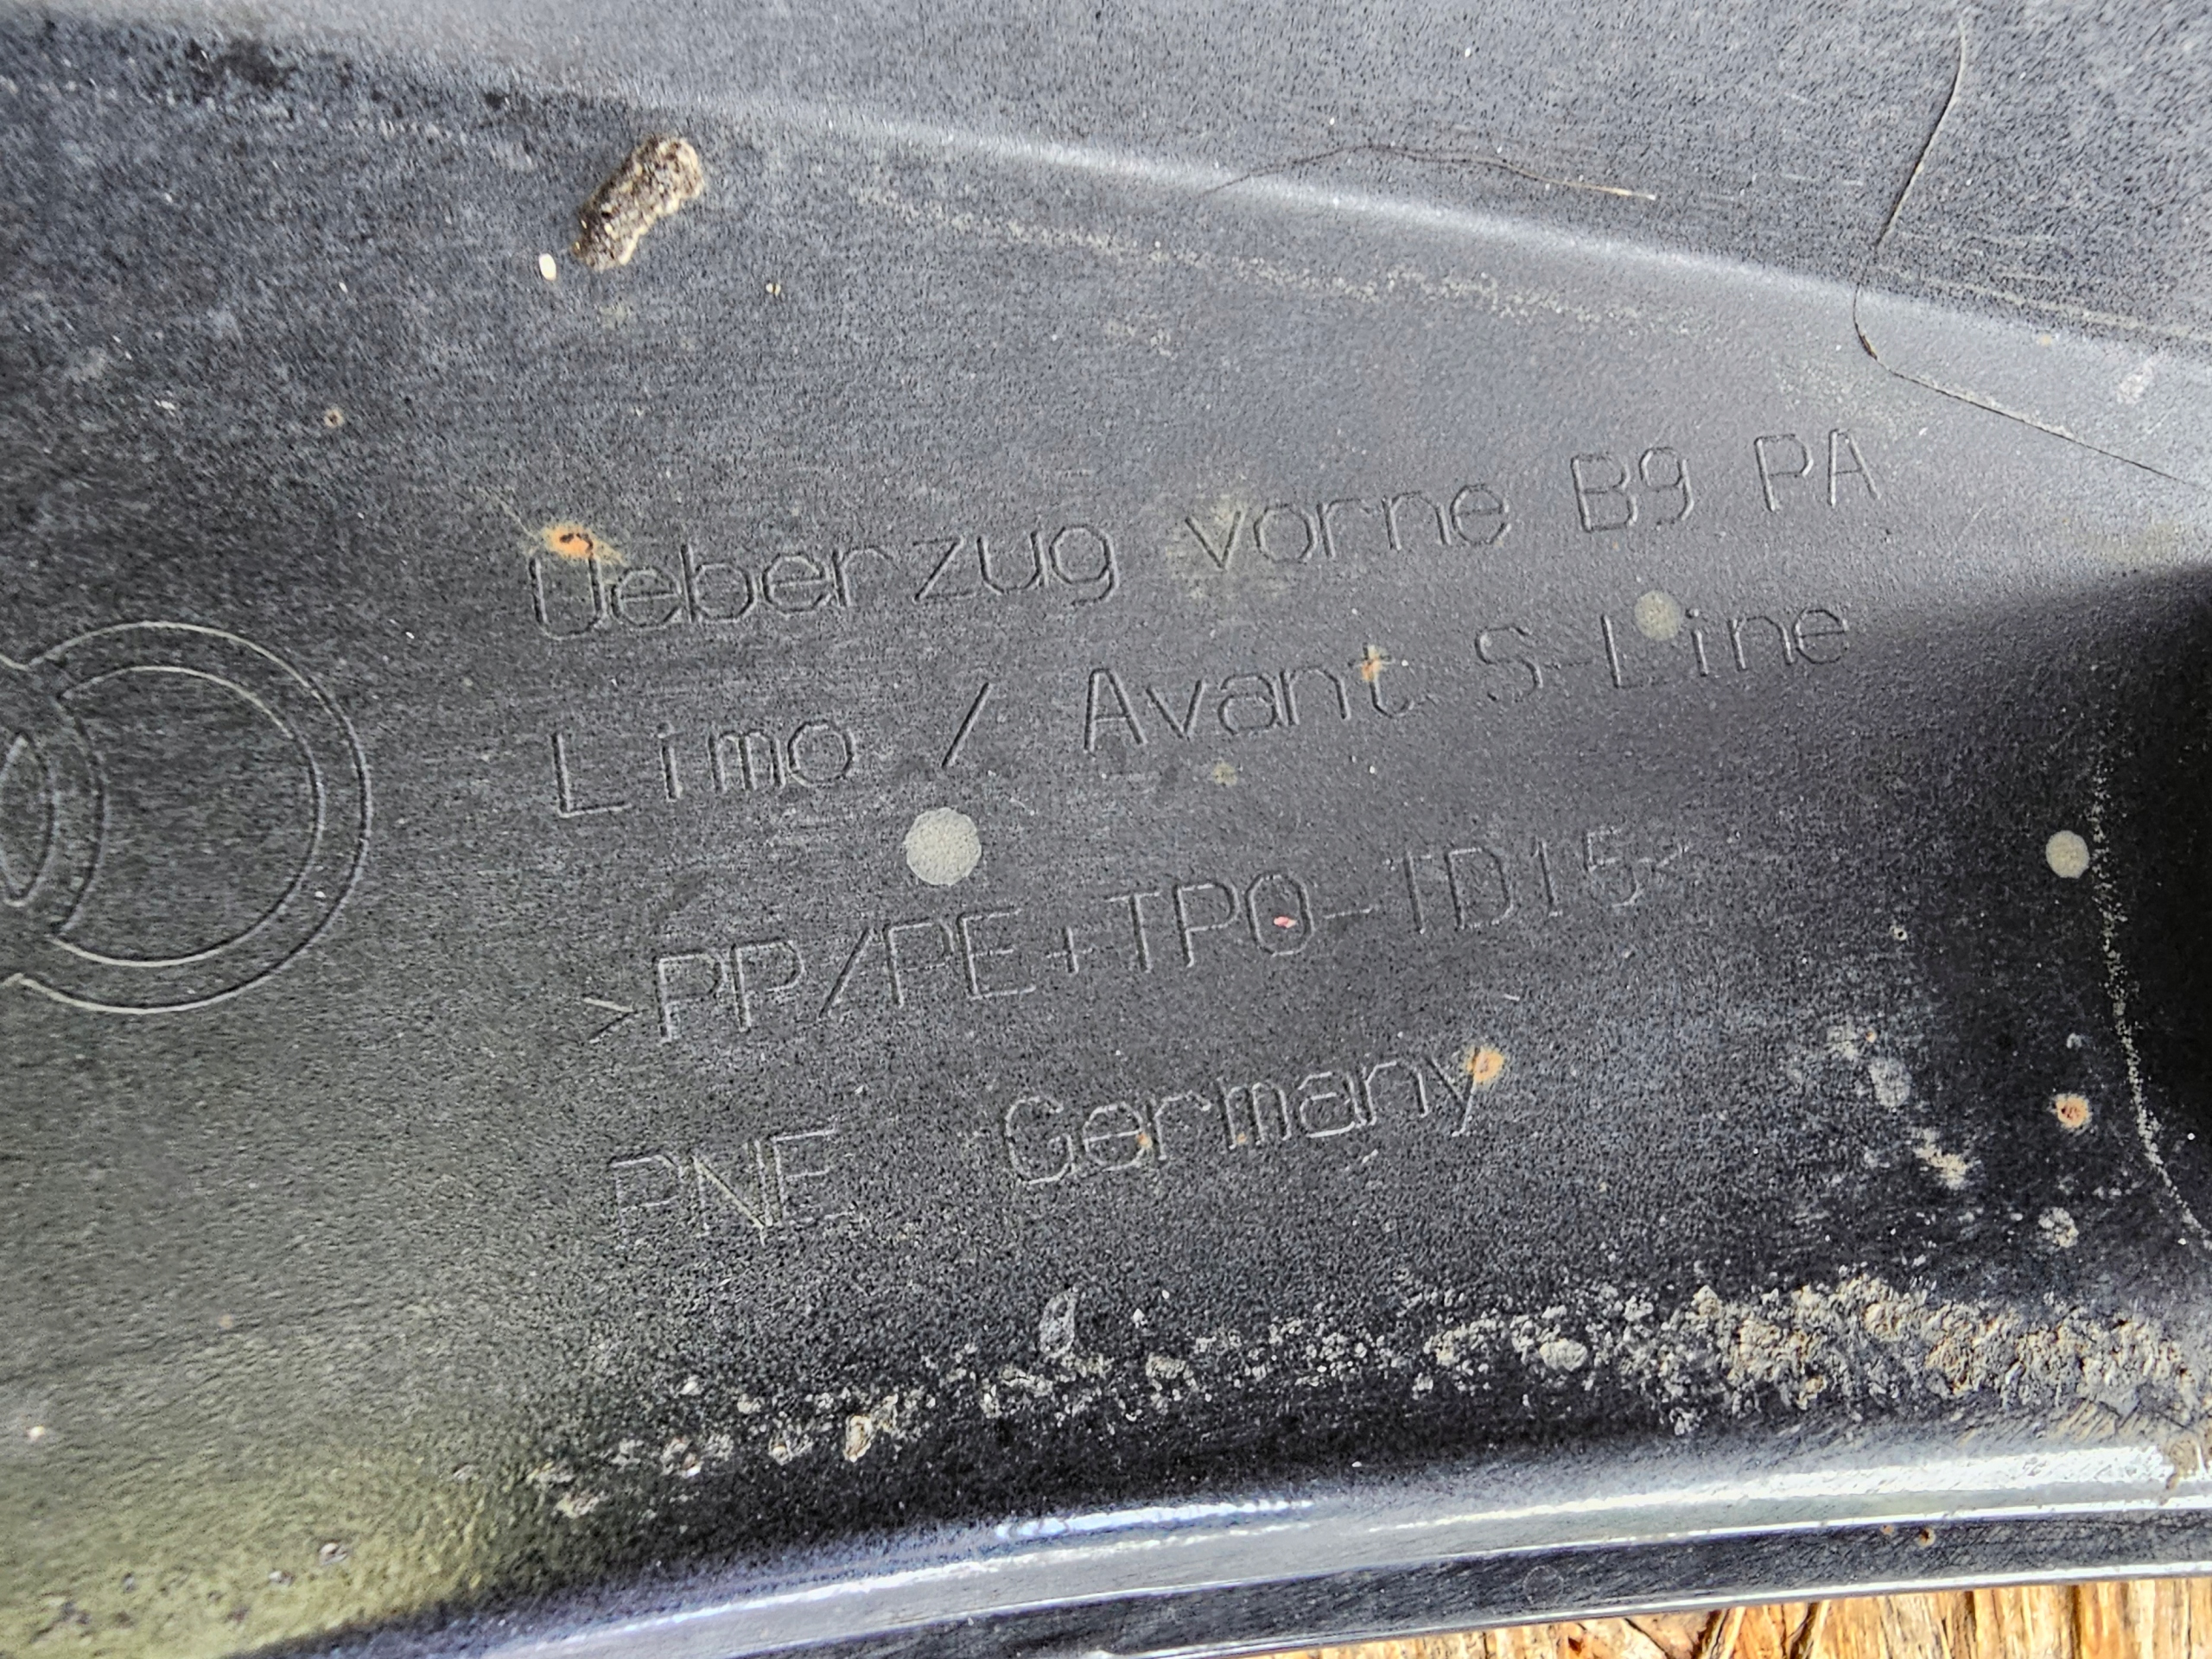 Ueberzug vorne B9 PA
Limo / Avant S-Line
>PP/PE+TPO-TD15<
PNE Germany